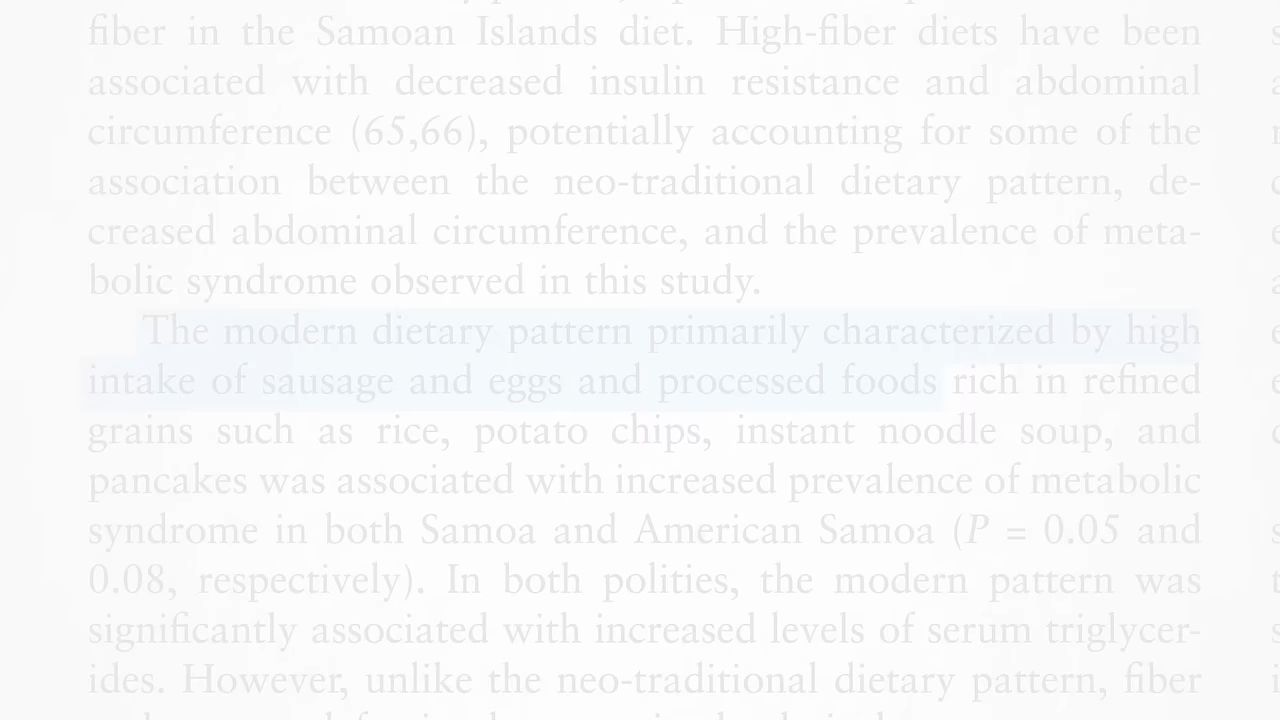 fiber in the Samoan Islands diet. High-fiber diets have been
associated with decreased insulin resistance and abdominal
circumference (65,66), potentially accounting for some of the
association between the neo-traditional dietary pattern, de-
creased abdominal circumference, and the prevalence of meta-
bolic syndrome observed in this study.
The modern dietary pattern primarily characterized by high
intake of sausage and eggs and processed foods rich in refined
grains such as rice, potato chips, instant noodle soup, and
pancakes was associated with increased prevalence of metabolic
syndrome in both Samoa and American Samoa (P = 0.05 and
0.08, respectively). In both polities, the modern pattern was
significantly associated with increased levels of serum triglycer-
ides. However, unlike the neo-traditional dietary pattern, fiber